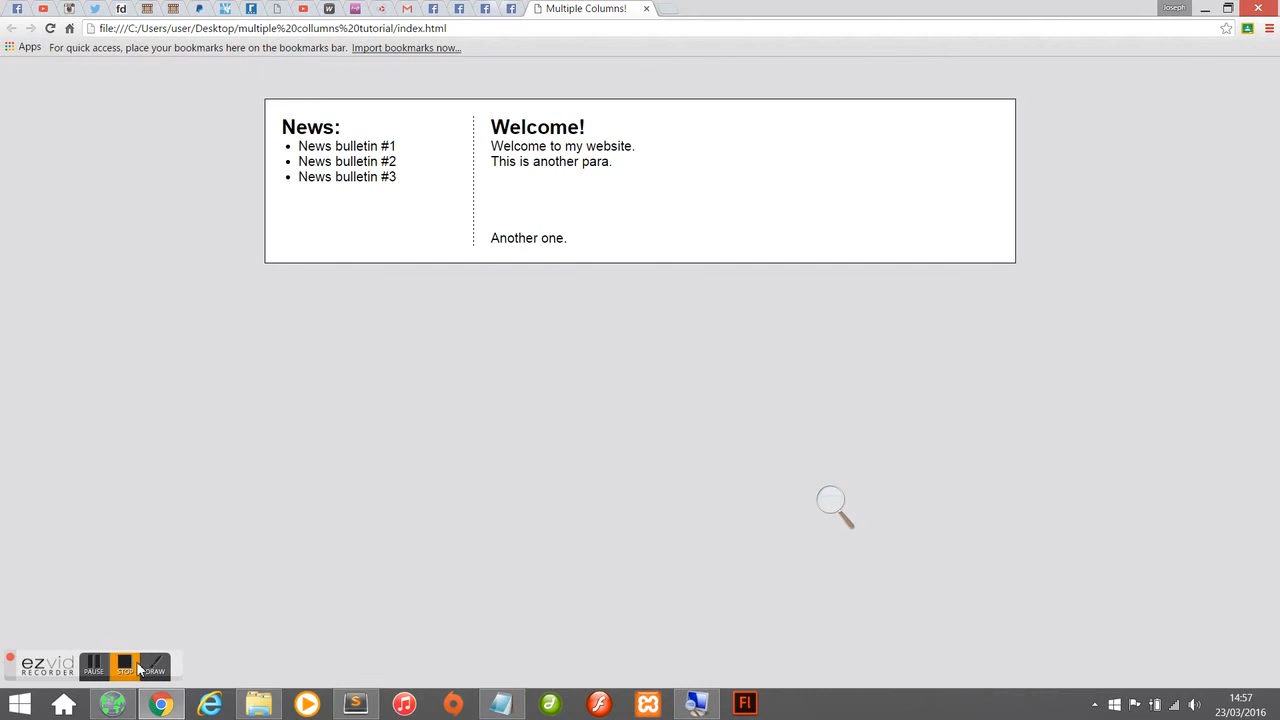 Multiple Columns!
Joseph
file:///C:/Users/user/Desktop/multiple%20collumns%20tutorial/index.html
Apps For quick access, place your bookmarks here on the bookmarks bar. Import bookmarks now...
News:
News bulletin #1
News bulletin #2
News bulletin #3
Welcome!
Welcome to my website.
This is another para.
Another one.
ezvid
RECORDER
PAUSE
STOP
DRAW
Fl
14:57
23/03/2016